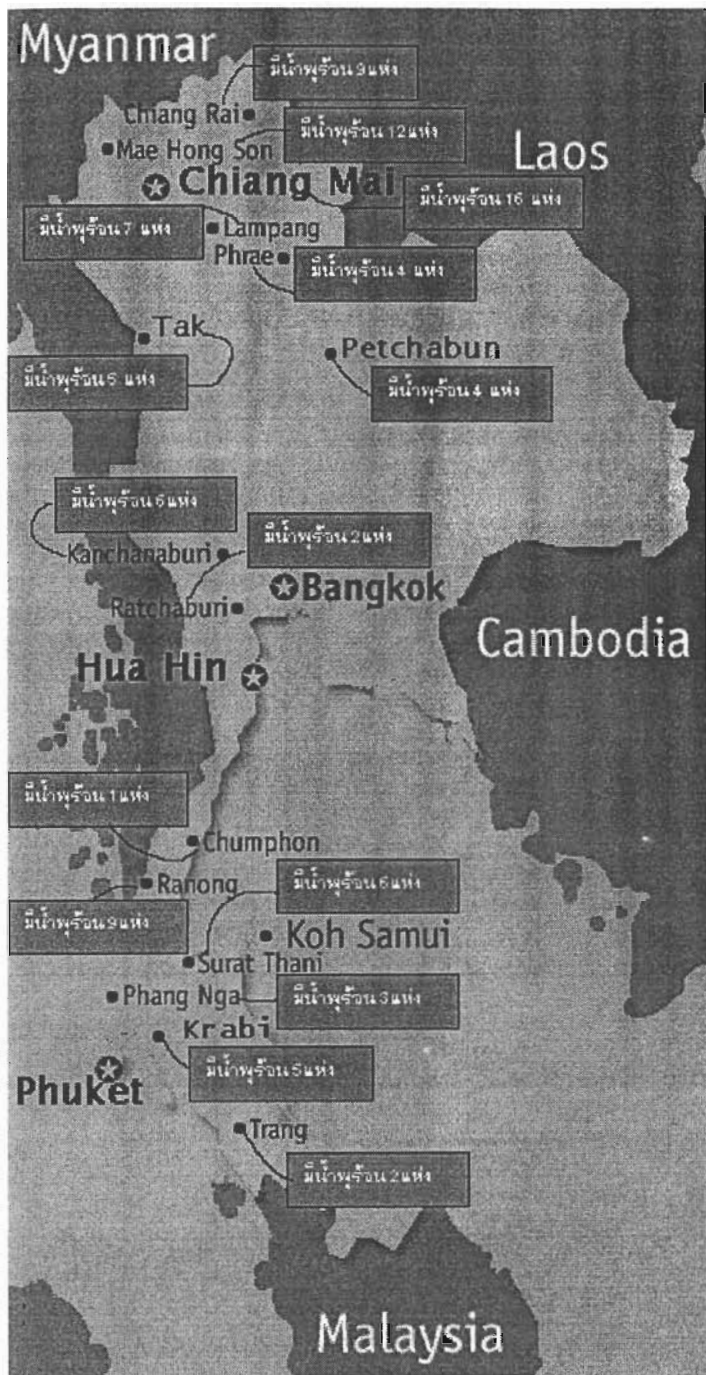 Myanmar
มีน้ำพุร้อน 9แห่ง
Chiang Rai
มีน้ำพุร้อน 12แห่ง
Mae Hong Son
Laos
Chiang Mai
มีน้ำพุร้อน 16 แห่ง
มีน้ำพุร้อน 7 แห่ง
Lampang
Phrae
มีน้ำพุร้อน 4 แห่ง
Tak
Petchabun
มีน้ำพุร้อน 5 แห่ง
มีน้ำพุร้อน 4 แห่ง
มีน้ำพุร้อน 6แห่ง
มีน้ำพุร้อน 2แห่ง
Kanchanaburi
Bangkok
Ratchaburi
Cambodia
Hua Hin
มีน้ำพุร้อน 1แห่ง
Chumphon
มีน้ำพุร้อน 6แห่ง
Ranong
มีน้ำพุร้อน 9แห่ง
Koh Samui
Surat Thani
Phang Nga
มีน้ำพุร้อน 3แห่ง
Krabi
มีน้ำพุร้อน 5แห่ง
Phuket
Trang
มีน้ำพุร้อน 2แห่ง
Malaysia